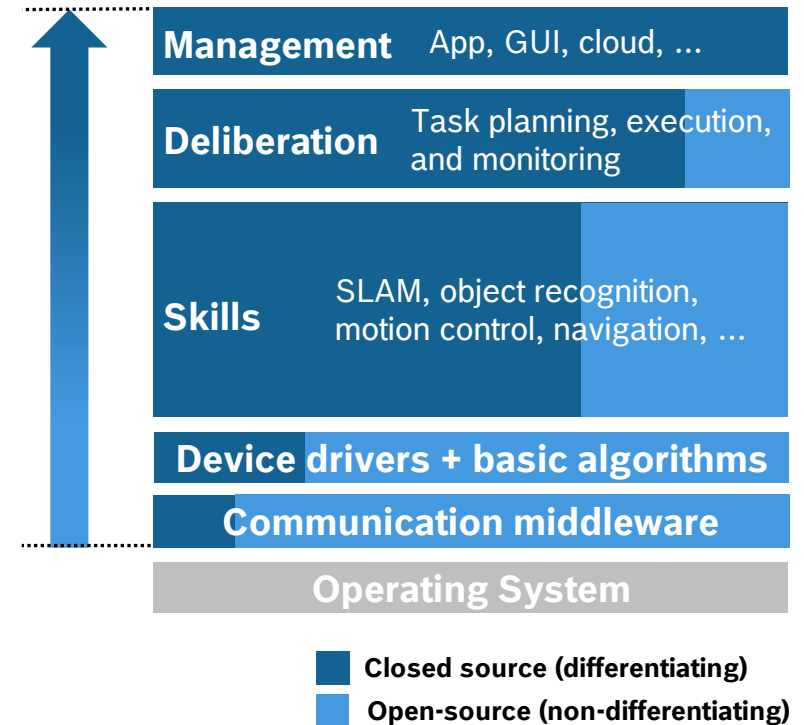 Management App, GUI, cloud, ...
Deliberation Task planning, execution,
and monitoring
Skills SLAM, object recognition,
motion control, navigation, ...
Device drivers + basic algorithms
Communication middleware
Operating System
Closed source (differentiating)
Open-source (non-differentiating)